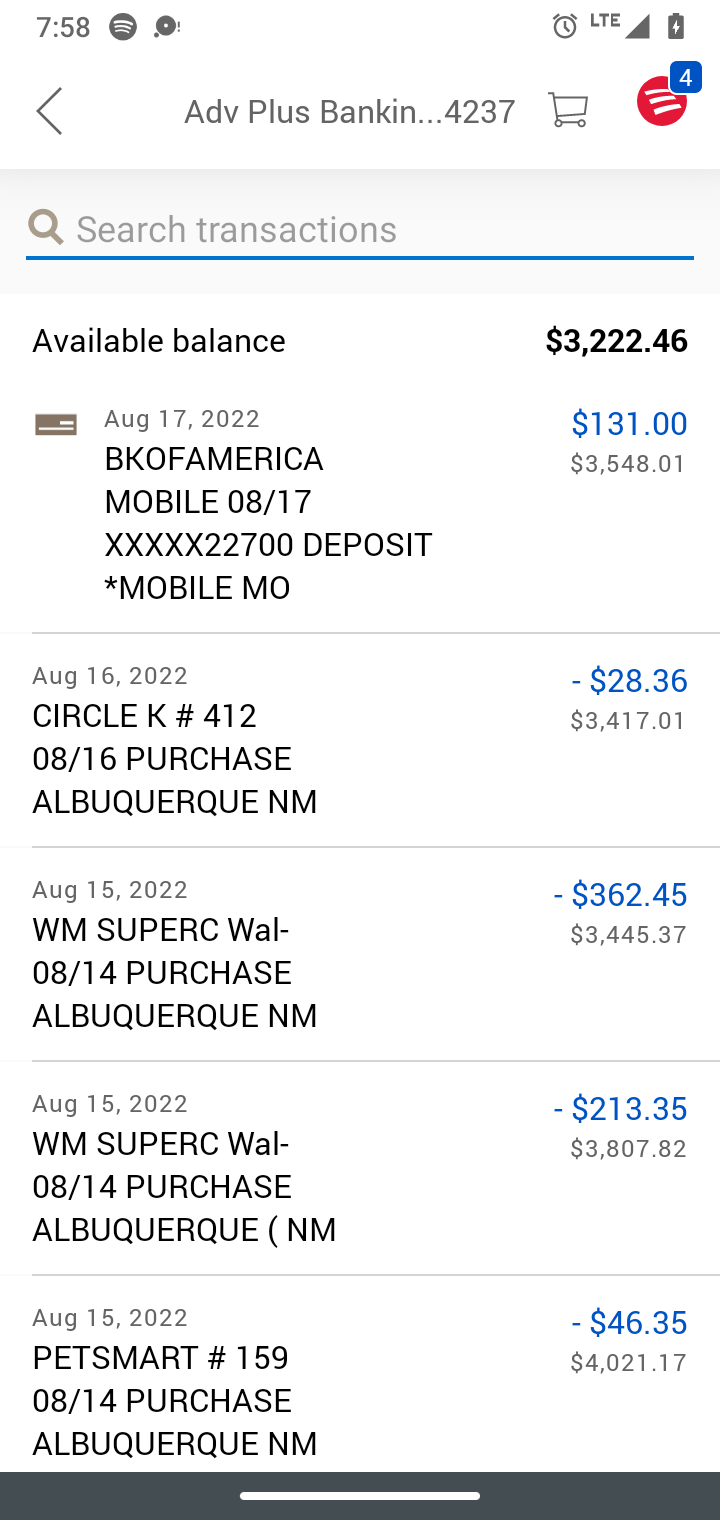 7:58
LTE
Adv Plus Bankin...4237
4
Search transactions
Available balance $3,222.46
Aug 17, 2022 $131.00
BKOFAMERICA $3,548.01
MOBILE 08/17
XXXXX22700 DEPOSIT
*MOBILE MO
Aug 16, 2022 - $28.36
CIRCLE K # 412 $3,417.01
08/16 PURCHASE
ALBUQUERQUE NM
Aug 15, 2022 - $362.45
WM SUPERC Wal- $3,445.37
08/14 PURCHASE
ALBUQUERQUE NM
Aug 15, 2022 - $213.35
WM SUPERC Wal- $3,807.82
08/14 PURCHASE
ALBUQUERQUE ( NM
Aug 15, 2022 - $46.35
PETSMART # 159 $4,021.17
08/14 PURCHASE
ALBUQUERQUE NM